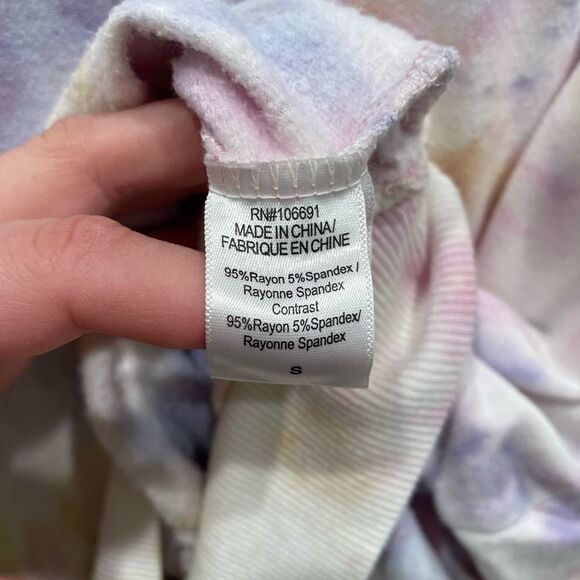 RN#106691
MADE IN CHINA/
FABRIQUE EN CHINE
95%Rayon 5%Spandex /
Rayonne Spandex
Contrast
95%Rayon 5%Spandex/
Rayonne Spandex
S